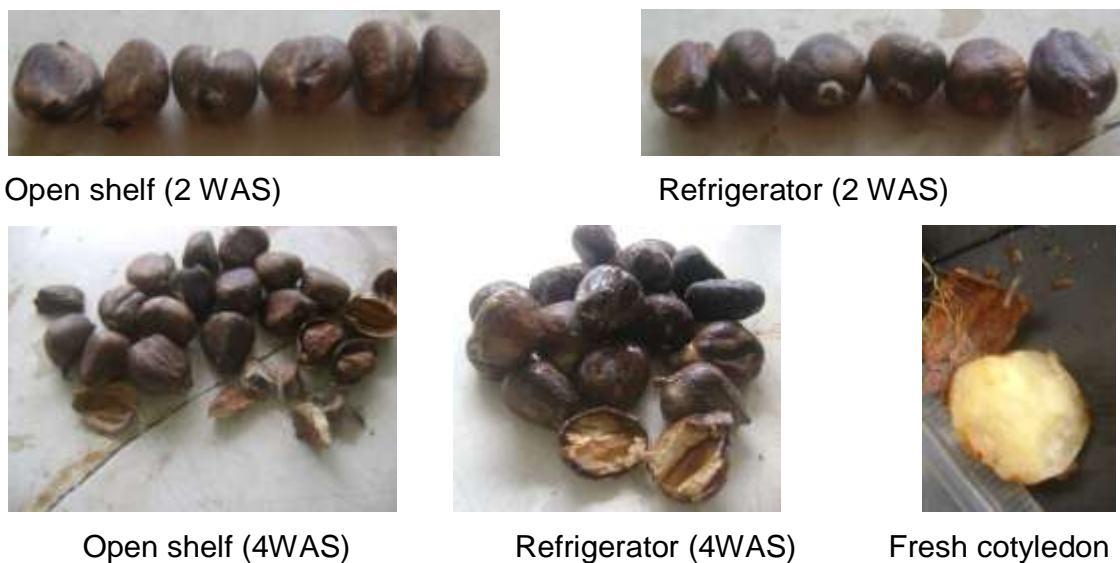 Open shelf (2 WAS)
Refrigerator (2 WAS)
Open shelf (4WAS)
Refrigerator (4WAS)
Fresh cotyledon